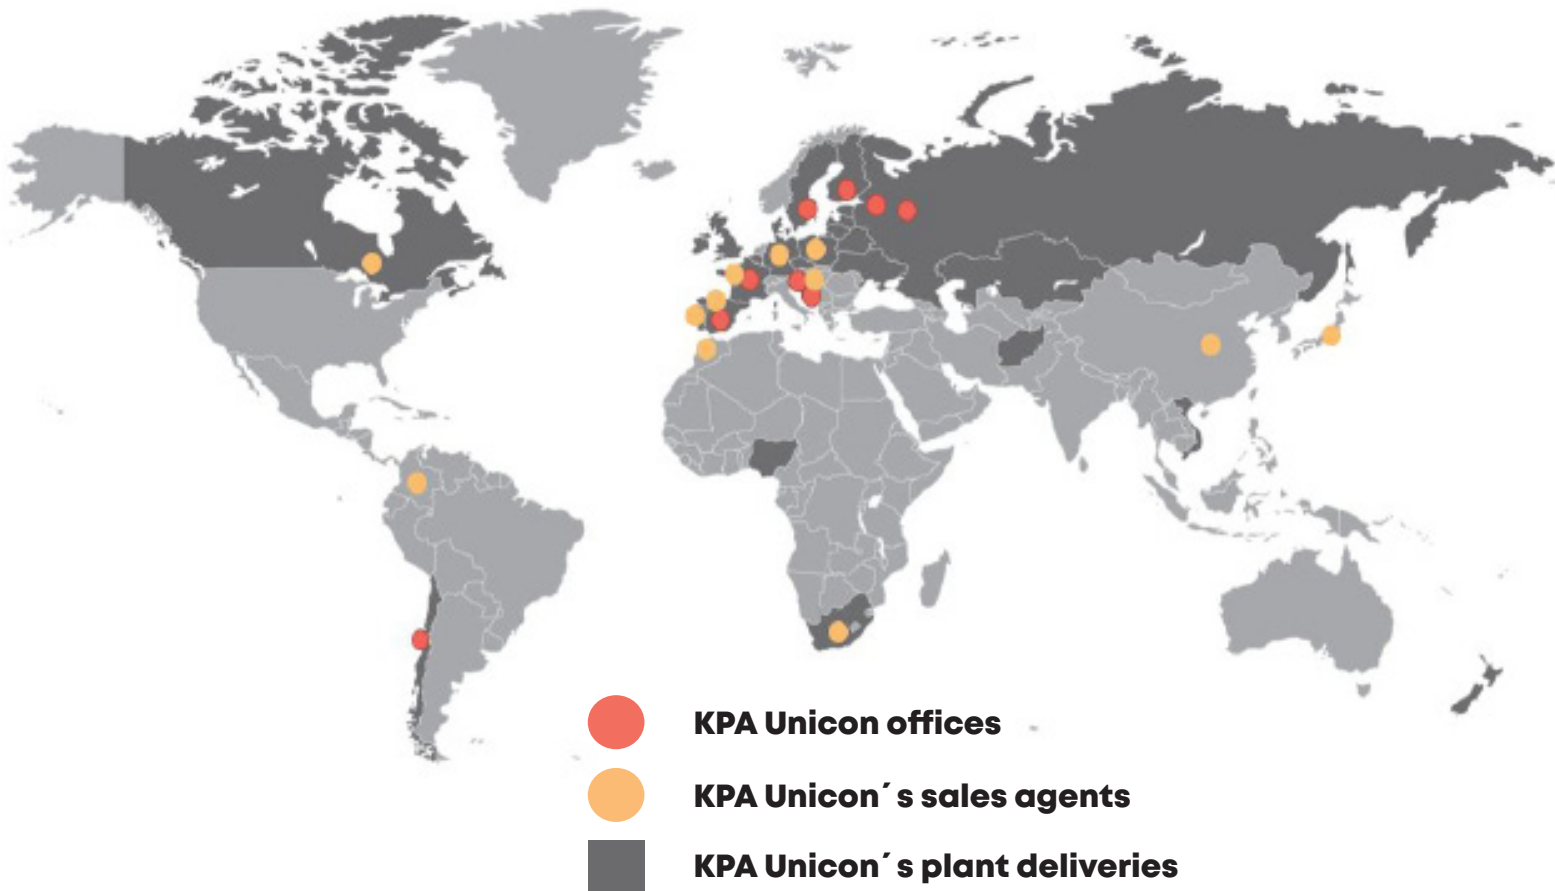 KPA Unicon offices
KPA Unicon´s sales agents
KPA Unicon´s plant deliveries